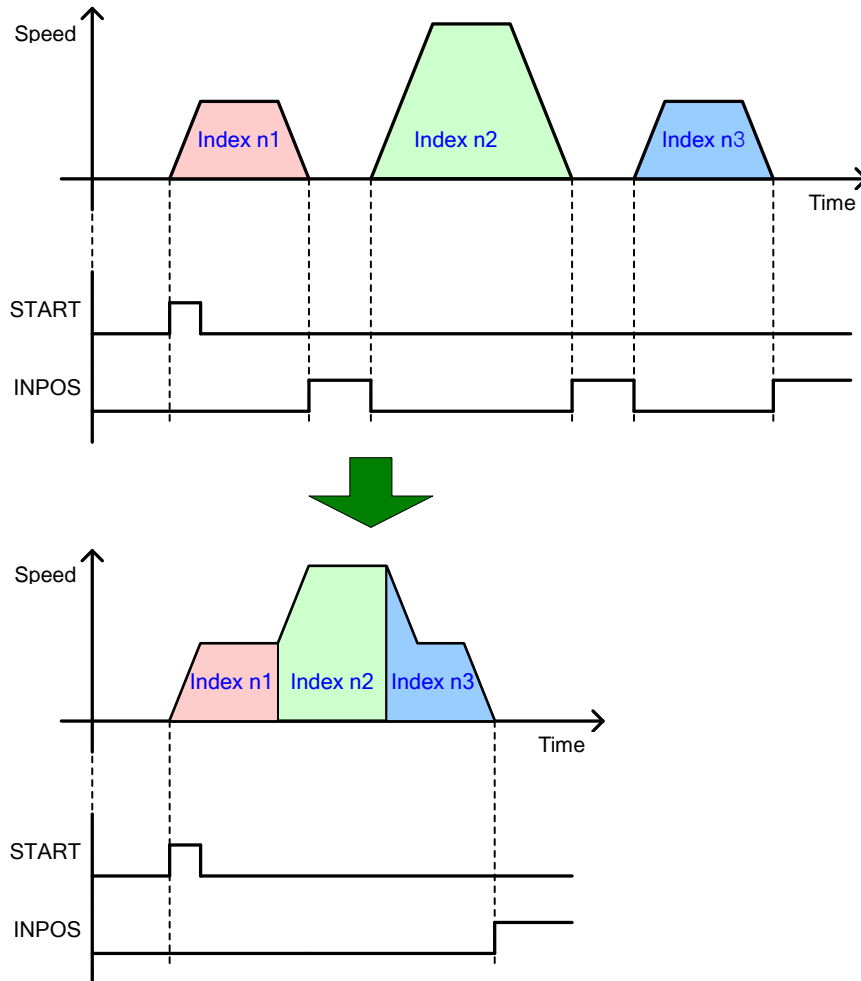 Speed
Index n1
Index n2
Index n3
Time
START
INPOS
Speed
Index n1
Index n2
Index n3
Time
START
INPOS